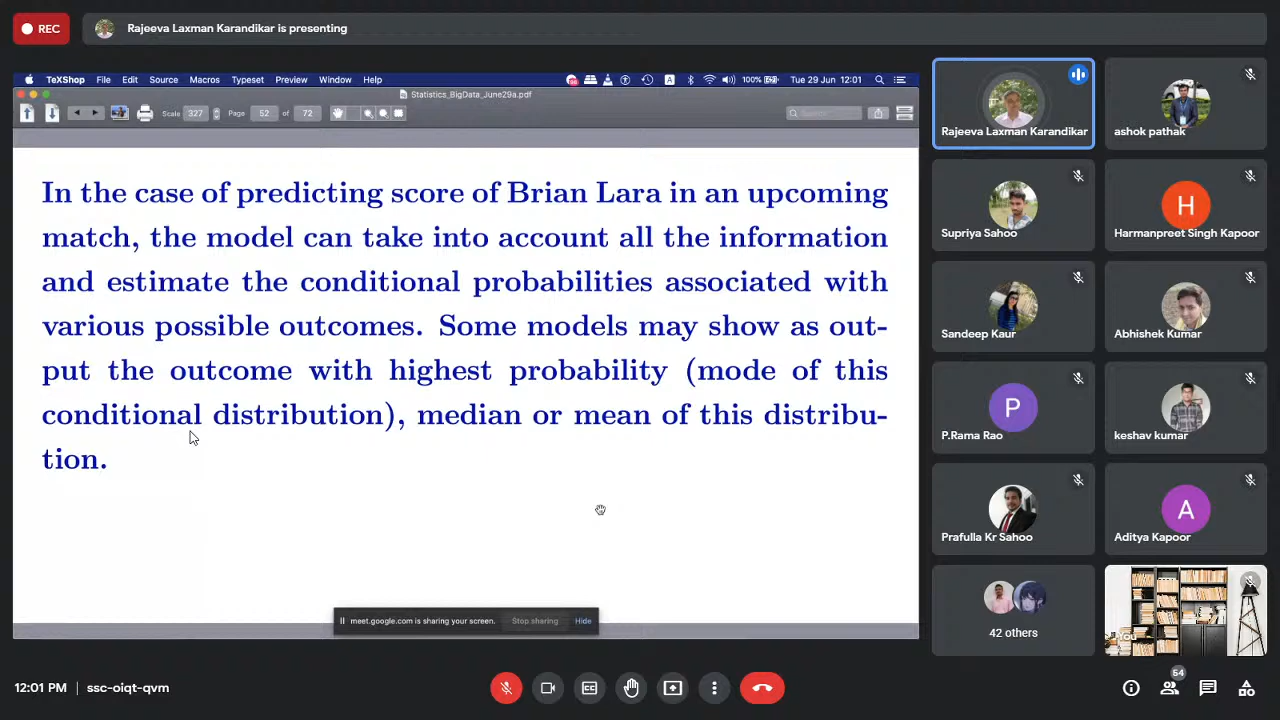 REC
Rajeeva Laxman Karandikar is presenting
TeXShop File Edit Source Macros Typeset Preview Window Help 100% Tue 29 Jun 12:01
Statistics_BigData_June29a.pdf
Scale 327 Page 52 of 72 Search
In the case of predicting score of Brian Lara in an upcoming
match, the model can take into account all the information
and estimate the conditional probabilities associated with
various possible outcomes. Some models may show as out-
put the outcome with highest probability (mode of this
conditional distribution), median or mean of this distribu-
tion.
meet.google.com is sharing your screen. Stop sharing Hide
Rajeeva Laxman Karandikar
ashok pathak
Supriya Sahoo
H
Harmanpreet Singh Kapoor
Sandeep Kaur
Abhishek Kumar
P
P.Rama Rao
keshav kumar
Prafulla Kr Sahoo
A
Aditya Kapoor
42 others
You
12:01 PM | ssc-oiqt-qvm
54